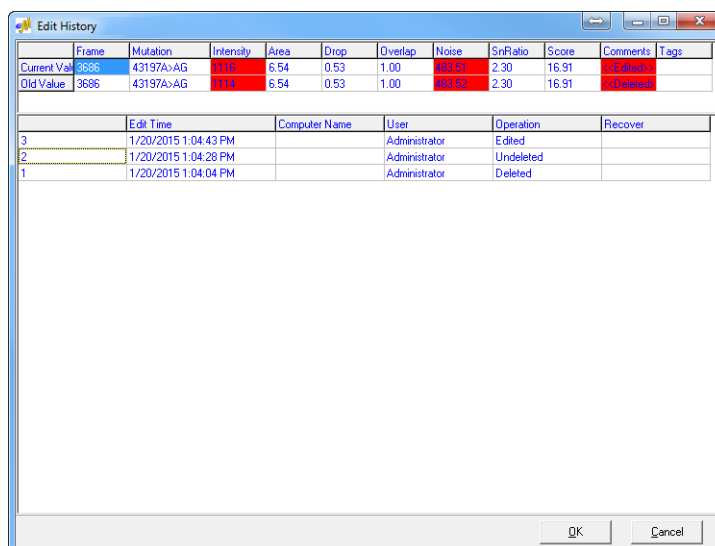 Edit History
Frame Mutation Intensity Area Drop Overlap Noise SnRatio Score Comments Tags
Current Val 3686 43197A>AG 1116 6.54 0.53 1.00 483.51 2.30 16.91 <<Edited>>
Old Value 3686 43197A>AG 1114 6.54 0.53 1.00 483.52 2.30 16.91 <<Deleted
Edit Time Computer Name User Operation Recover
3 1/20/2015 1:04:43 PM Administrator Edited
2 1/20/2015 1:04:28 PM Administrator Undeleted
1 1/20/2015 1:04:04 PM Administrator Deleted
OK Cancel